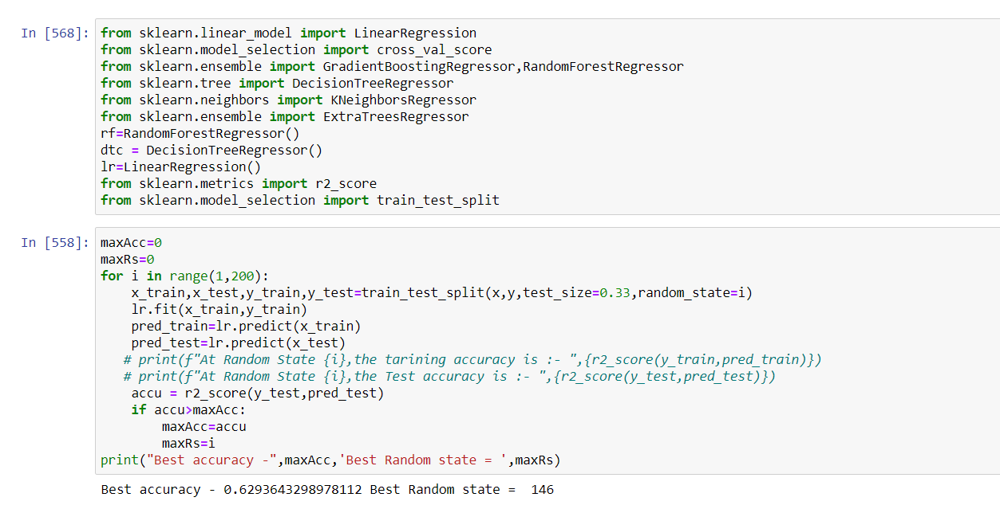 In [568]: from sklearn.linear_model import LinearRegression
from sklearn.model_selection import cross_val_score
from sklearn.ensemble import GradientBoostingRegressor,RandomForestRegressor
from sklearn.tree import DecisionTreeRegressor
from sklearn.neighbors import KNeighborsRegressor
from sklearn.ensemble import ExtraTreesRegressor
rf=RandomForestRegressor()
dtc = DecisionTreeRegressor()
lr=LinearRegression()
from sklearn.metrics import r2_score
from sklearn.model_selection import train_test_split
In [558]: maxAcc=0
maxRs=0
for i in range(1,200):
    x_train,x_test,y_train,y_test=train_test_split(x,y,test_size=0.33,random_state=i)
    lr.fit(x_train,y_train)
    pred_train=lr.predict(x_train)
    pred_test=lr.predict(x_test)
   # print(f"At Random State {i},the tarining accuracy is :- ",{r2_score(y_train,pred_train)})
   # print(f"At Random State {i},the Test accuracy is :- ",{r2_score(y_test,pred_test)})
    accu = r2_score(y_test,pred_test)
    if accu>maxAcc:
        maxAcc=accu
        maxRs=i
print("Best accuracy -",maxAcc,'Best Random state = ',maxRs)
Best accuracy - 0.6293643298978112 Best Random state =  146